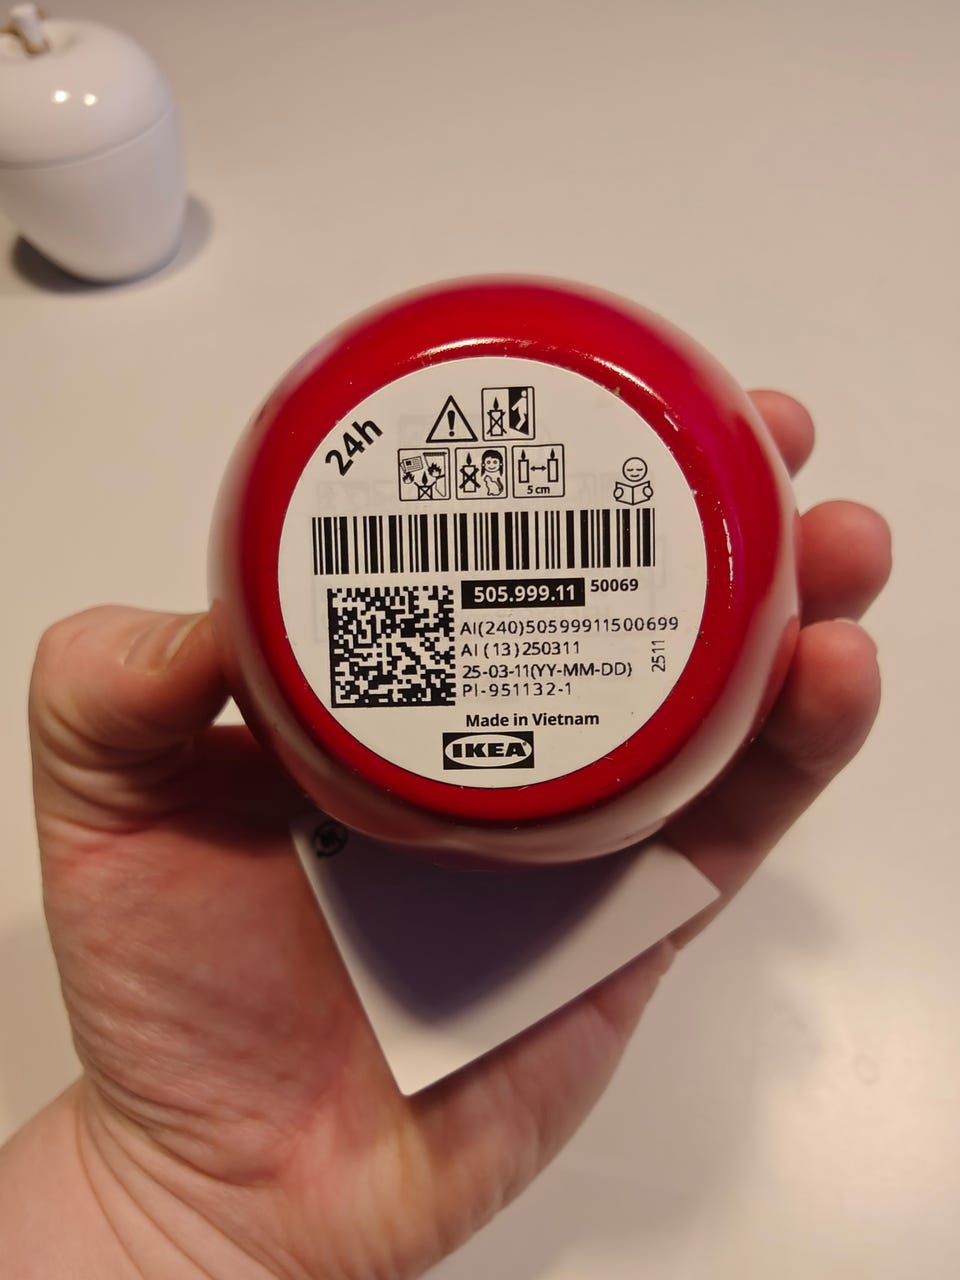 24h
5 cm
505.999.11 50069
AI(240)50599911500699
AI(13)250311
25-03-11(YY-MM-DD)
PI-951132-1
2511
Made in Vietnam
IKEA